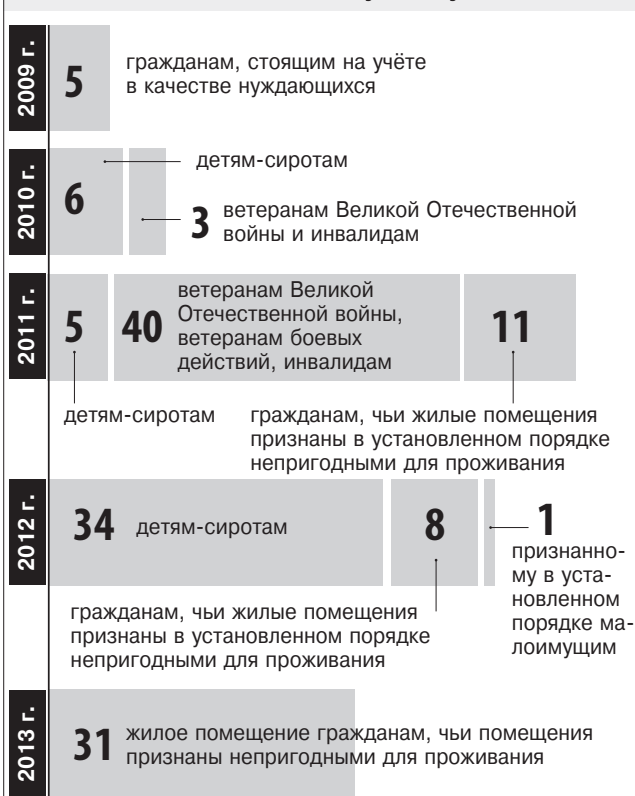 2009 г.
5
гражданам, стоящим на учёте
в качестве нуждающихся
2010 г.
6
детям-сиротам
3
ветеранам Великой Отечественной
войны и инвалидам
2011 г.
5
40
ветеранам Великой
Отечественной войны,
ветеранам боевых
действий, инвалидам
11
детям-сиротам
гражданам, чьи жилые помещения
признаны в установленном порядке
непригодными для проживания
2012 г.
34
детям-сиротам
8
1
признанно-
му в уста-
новленном
порядке ма-
лоимущим
гражданам, чьи жилые помещения
признаны в установленном порядке
непригодными для проживания
2013 г.
31
жилое помещение гражданам, чьи помещения
признаны непригодными для проживания